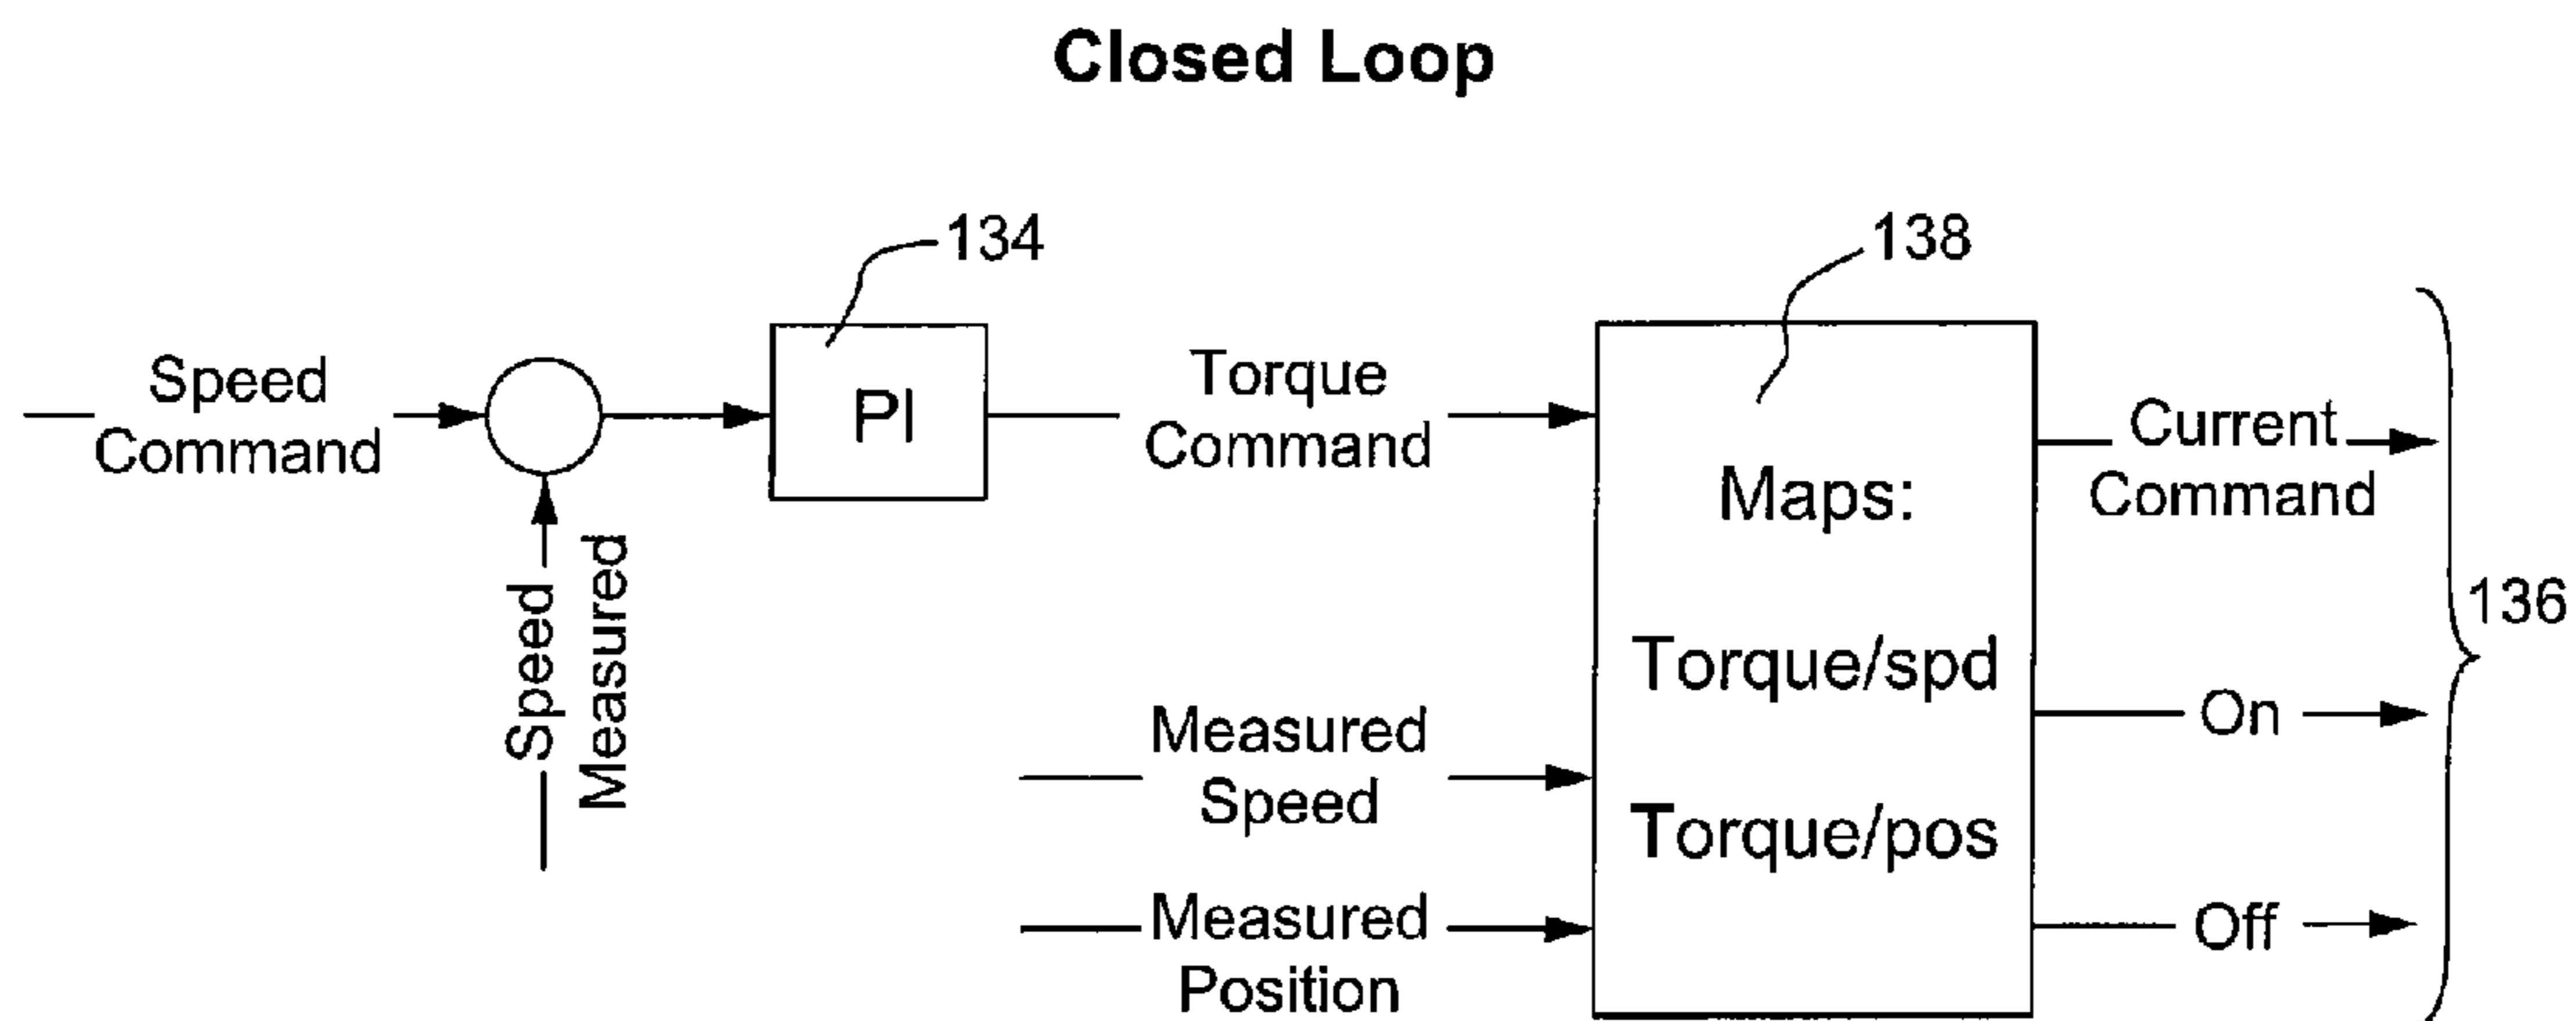 Closed Loop
134
138
Speed
Command
PI
Torque
Command
Current
Command
Maps:
Speed
Measured
136
Torque/spd
Measured
Speed
On
Torque/pos
Measured
Position
Off